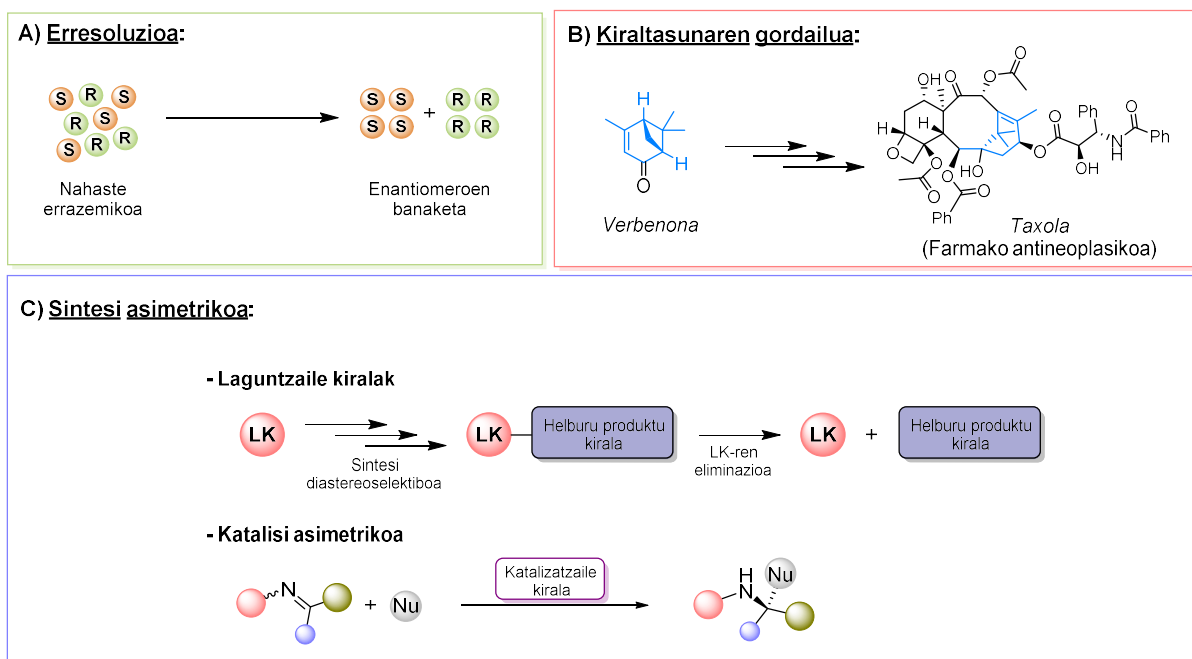 A) Erresoluzioa:
S R S
R S
S R R
S S + R R
S S R R
Nahaste
errazemikoa
Enantiomeroen
banaketa
B) Kiraltasunaren gordailua:
H
H
O
Verbenona
O
O
OH O O
Ph
O O
H H O N Ph
O O HO O OH H
O O O
Ph
Taxola
(Farmako antineoplasikoa)
C) Sintesi asimetrikoa:
- Laguntzaile kiralak
LK
Sintesi
diastereoselektiboa
LK
Helburu produktu
kirala
LK-ren
eliminazioa
LK + Helburu produktu
kirala
- Katalisi asimetrikoa
N
+ Nu
Katalizatzaile
kirala
H
N Nu